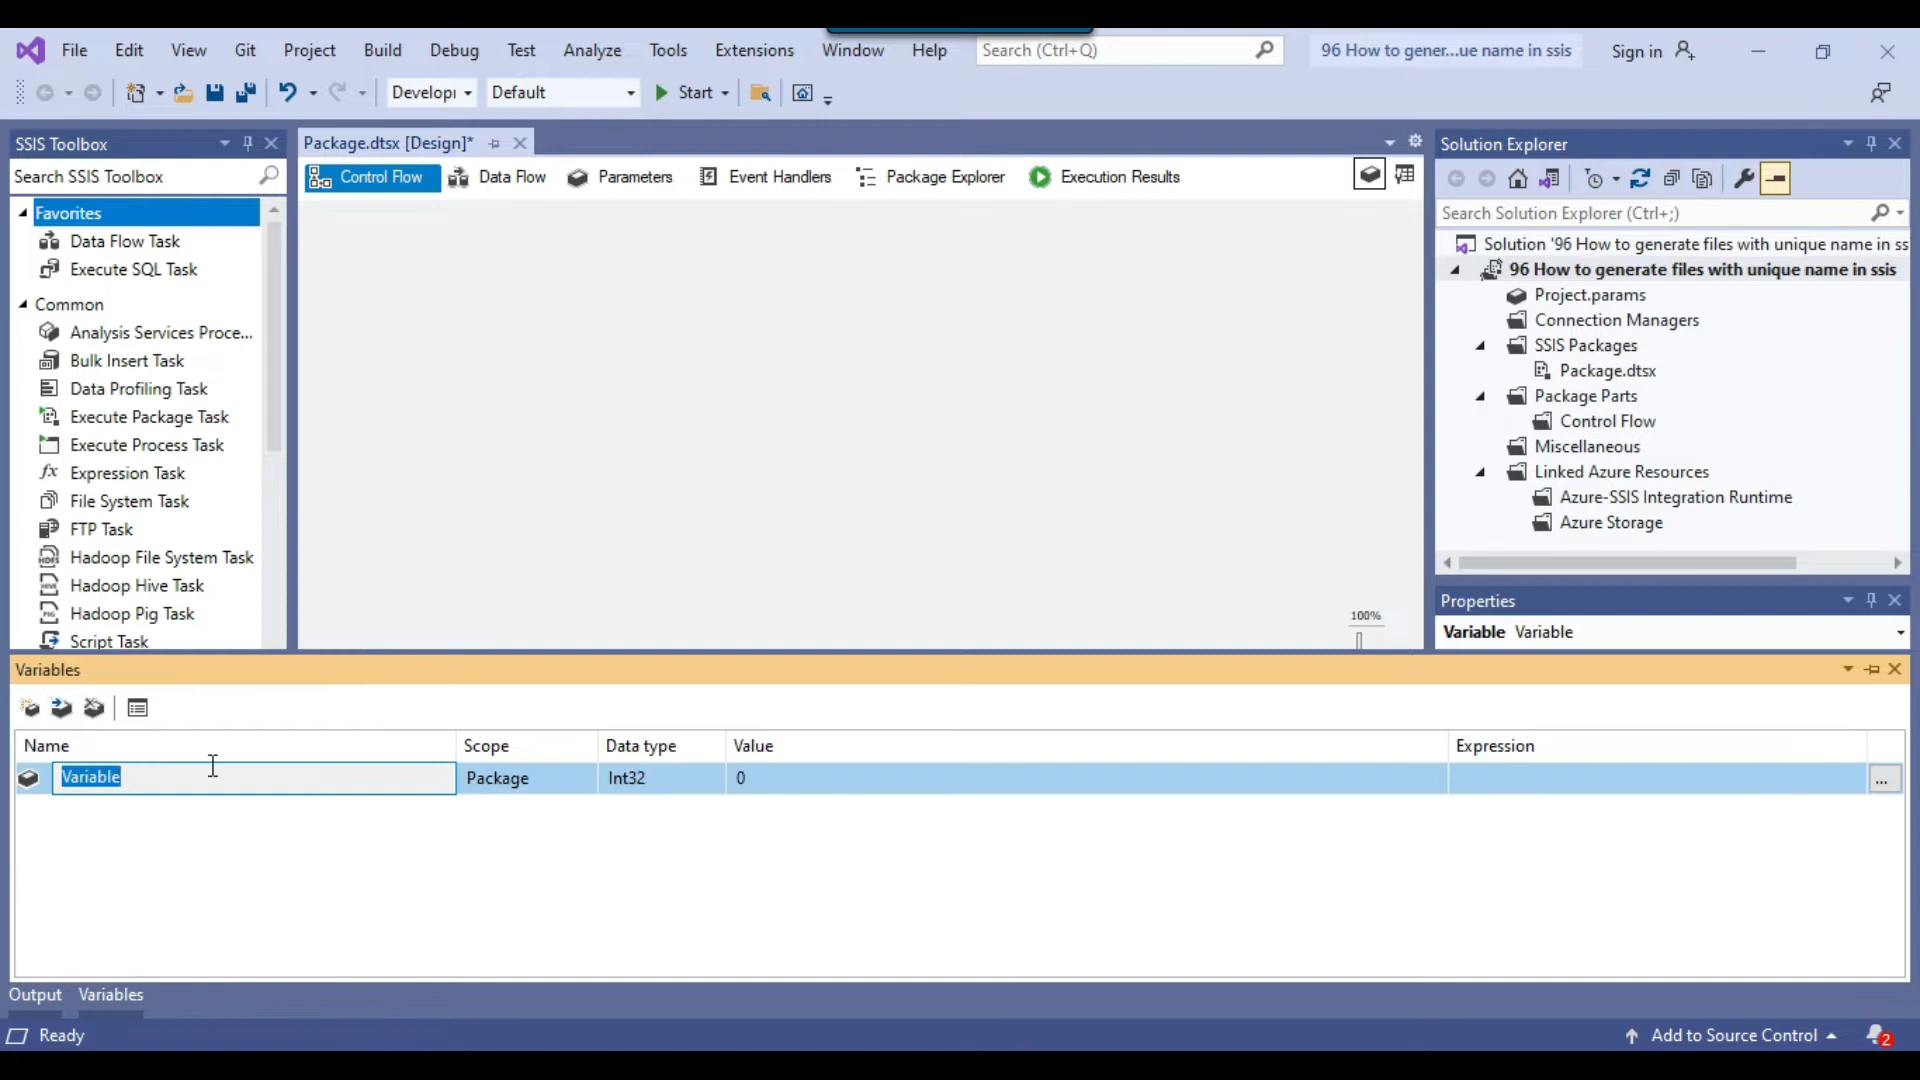 File Edit View Git Project Build Debug Test Analyze Tools Extensions Window Help Search (Ctrl+Q) 96 How to gener...ue name in ssis Sign in
Developı Default Start
SSIS Toolbox
Search SSIS Toolbox
Favorites
Data Flow Task
Execute SQL Task
Common
Analysis Services Proce...
Bulk Insert Task
Data Profiling Task
Execute Package Task
Execute Process Task
Expression Task
File System Task
FTP Task
Hadoop File System Task
Hadoop Hive Task
Hadoop Pig Task
Script Task
Package.dtsx [Design]*
Control Flow Data Flow Parameters Event Handlers Package Explorer Execution Results
100%
Solution Explorer
Search Solution Explorer (Ctrl+;)
Solution '96 How to generate files with unique name in ss
96 How to generate files with unique name in ssis
Project.params
Connection Managers
SSIS Packages
Package.dtsx
Package Parts
Control Flow
Miscellaneous
Linked Azure Resources
Azure-SSIS Integration Runtime
Azure Storage
Properties
Variable Variable
Variables
Name Scope Data type Value Expression
Variable Package Int32 0 ...
Output Variables
Ready Add to Source Control 2